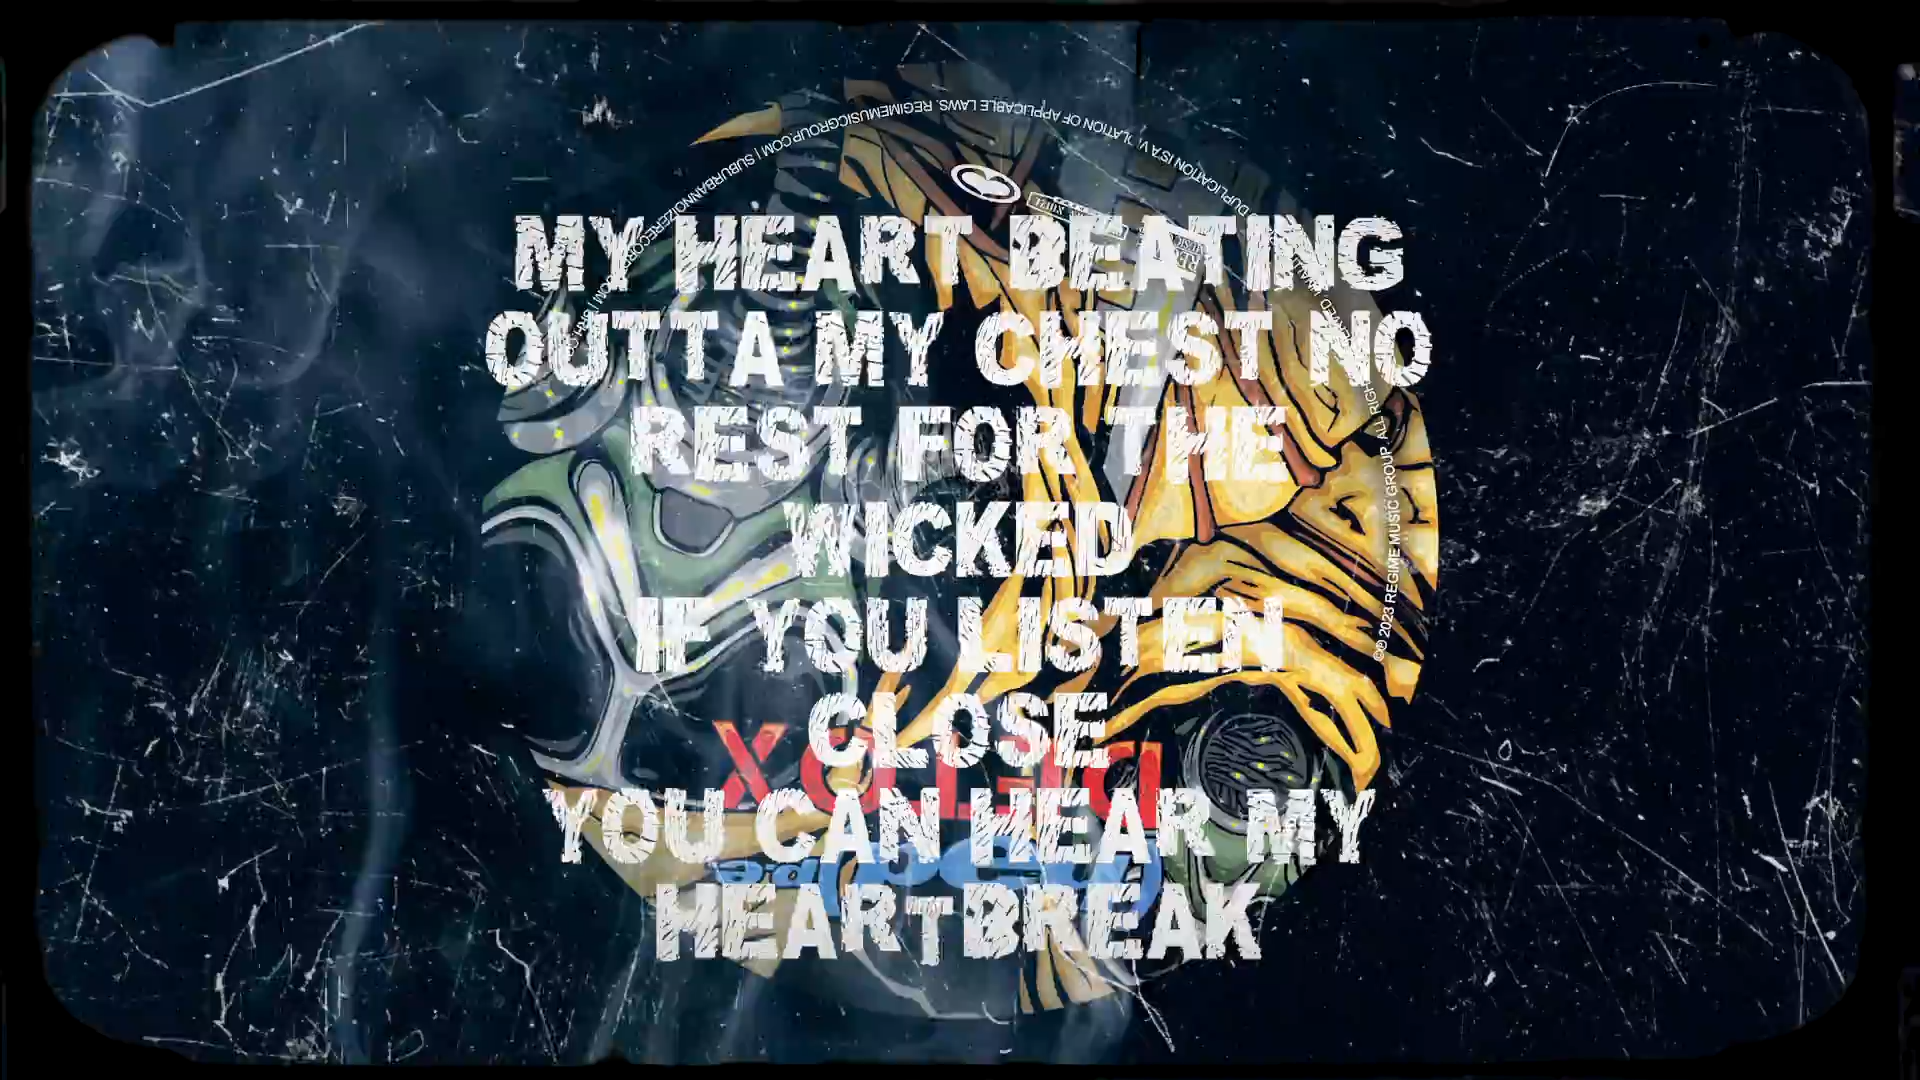 MY HEART BEATING
OUTTA MY CHEST NO
REST FOR THE
WICKED
IF YOU LISTEN
CLOSE
YOU CAN HEAR MY
HEARTBREAK
DUPLICATION IS A VIOLATION OF APPLICABLE LAWS. REGIMEMUSICGROUP.COM | SUBURBANNOIZERECORDS.COM
©℗ 2023 REGIME MUSIC GROUP. ALL RIGHTS